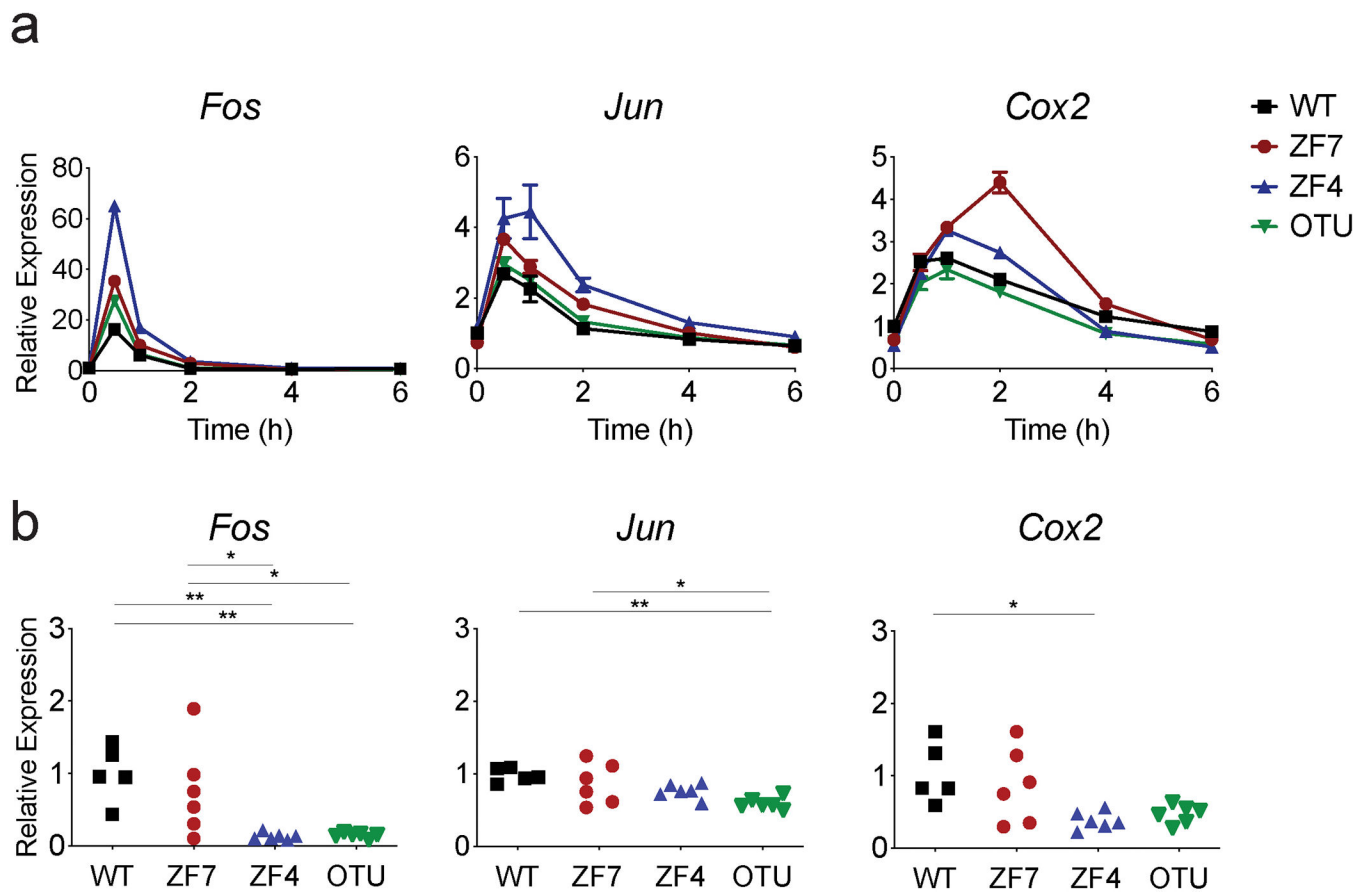 a
Fos
Jun
Cox2
WT
ZF7
ZF4
OTU
Relative Expression
80
60
40
20
0
0 2 4 6
Time (h)
6
4
2
0
0 2 4 6
Time (h)
5
4
3
2
1
0
0 2 4 6
Time (h)
b
Fos
Jun
Cox2
*
*
**
**
*
**
*
Relative Expression
3
2
1
0
WT ZF7 ZF4 OTU
3
2
1
0
WT ZF7 ZF4 OTU
3
2
1
0
WT ZF7 ZF4 OTU